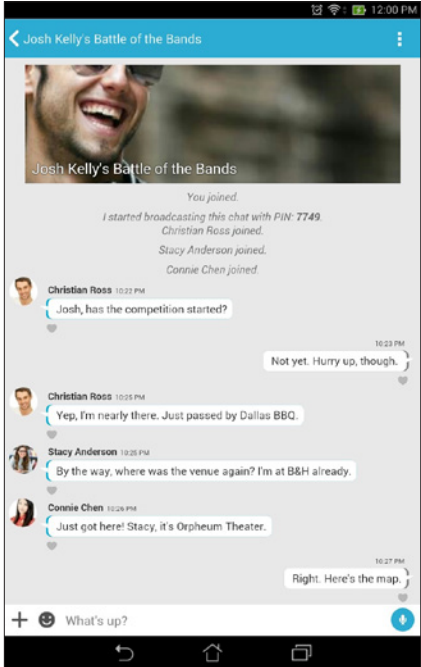 12:00 PM
Josh Kelly's Battle of the Bands
Josh Kelly's Battle of the Bands
You joined.
I started broadcasting this chat with PIN: 7749.
Christian Ross joined.
Stacy Anderson joined.
Connie Chen joined.
Christian Ross 10:22 PM
Josh, has the competition started?
10:23 PM
Not yet. Hurry up, though.
Christian Ross 10:25 PM
Yep, I'm nearly there. Just passed by Dallas BBQ.
Stacy Anderson 10:25 PM
By the way, where was the venue again? I'm at B&H already.
Connie Chen 10:26 PM
Just got here! Stacy, it's Orpheum Theater.
10:27 PM
Right. Here's the map.
What's up?